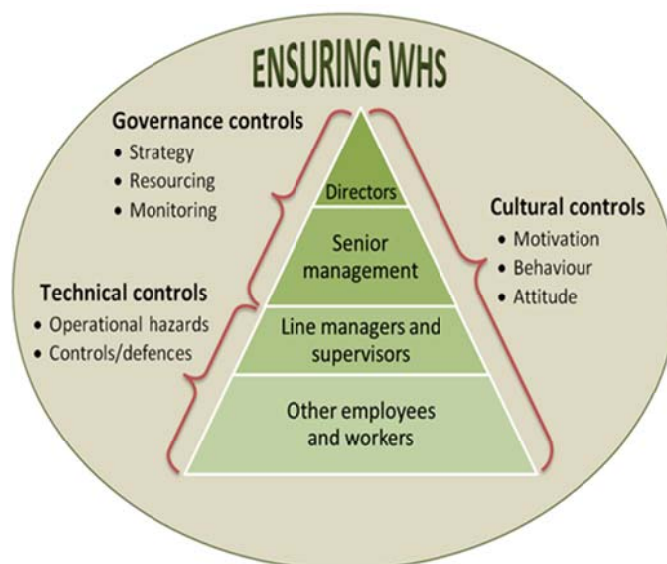 ENSURING WHS
Governance controls
• Strategy
• Resourcing
• Monitoring
Technical controls
• Operational hazards
• Controls/defences
Directors
Senior
management
Line managers and
supervisors
Other employees
and workers
Cultural controls
• Motivation
• Behaviour
• Attitude